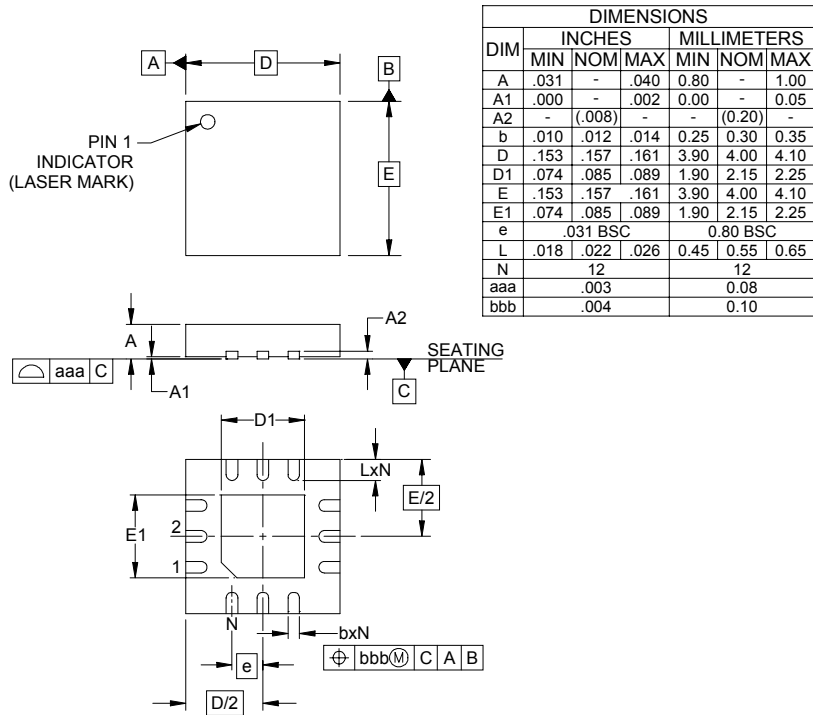 A
D
B
PIN 1
INDICATOR
(LASER MARK)
E
DIMENSIONS
DIM INCHES MILLIMETERS
MIN NOM MAX MIN NOM MAX
A .031 - .040 0.80 - 1.00
A1 .000 - .002 0.00 - 0.05
A2 - (.008) - - (0.20) -
b .010 .012 .014 0.25 0.30 0.35
D .153 .157 .161 3.90 4.00 4.10
D1 .074 .085 .089 1.90 2.15 2.25
E .153 .157 .161 3.90 4.00 4.10
E1 .074 .085 .089 1.90 2.15 2.25
e .031 BSC 0.80 BSC
L .018 .022 .026 0.45 0.55 0.65
N 12 12
aaa .003 0.08
bbb .004 0.10
A
A2
SEATING
PLANE
aaa C
A1
C
D1
LxN
E/2
E1
2
1
N
bxN
bbb Ⓜ C A B
e
D/2